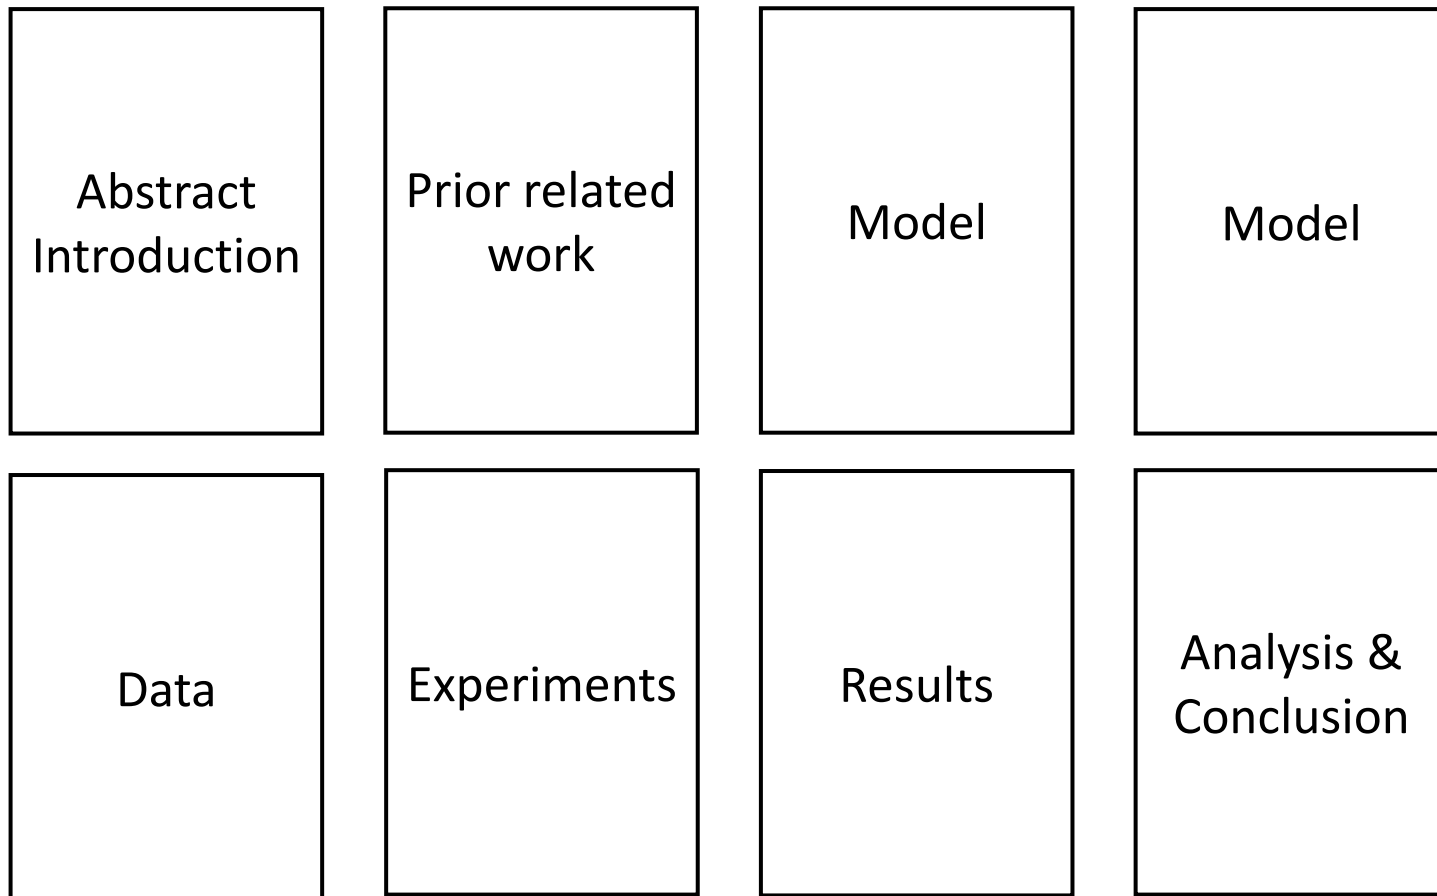 Abstract
Introduction
Prior related
work
Model
Model
Data
Experiments
Results
Analysis &
Conclusion